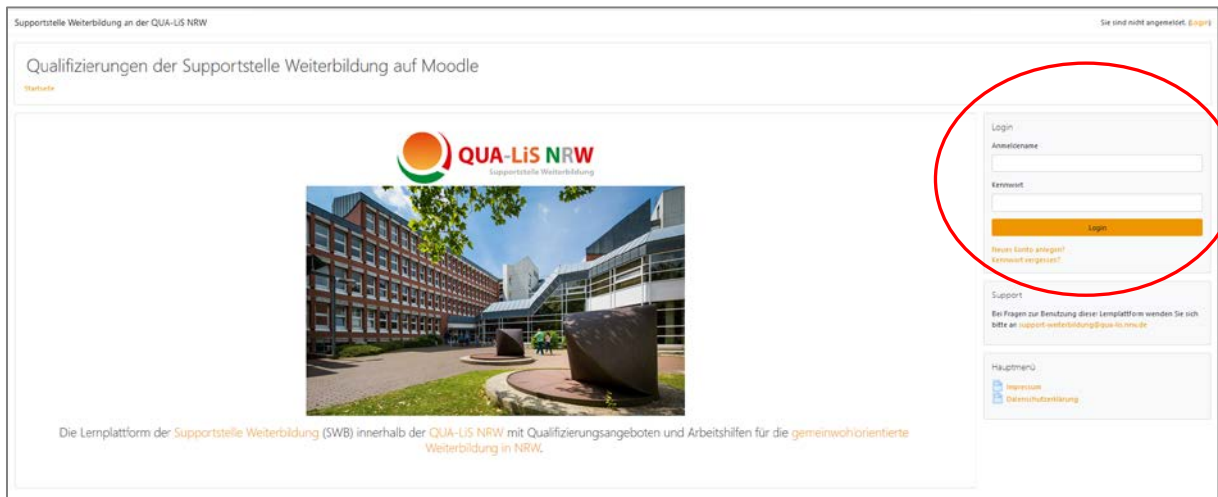 Supportstelle Weiterbildung an der QUA-LiS NRW
Sie sind nicht angemeldet. (Login)
Qualifizierungen der Supportstelle Weiterbildung auf Moodle
Startseite
QUA-LiS NRW
Supportstelle Weiterbildung
Die Lernplattform der Supportstelle Weiterbildung (SWB) innerhalb der QUA-LiS NRW mit Qualifizierungsangeboten und Arbeitshilfen für die gemeinwohlorientierte
Weiterbildung in NRW.
Login
Anmeldename
Kennwort
Login
Neues Konto anlegen?
Kennwort vergessen?
Support
Bei Fragen zur Benutzung dieser Lernplattform wenden Sie sich
bitte an support-weiterbildung@qua-lis.nrw.de
Hauptmenü
Impressum
Datenschutzerklärung